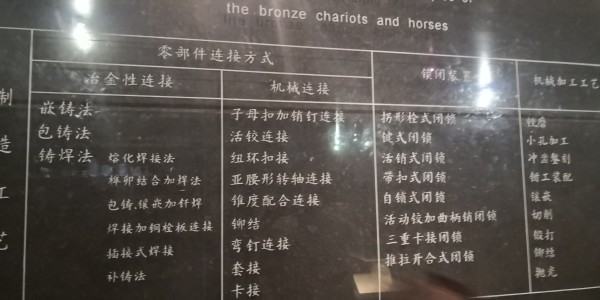 the bronze chariots and horses
零部件连接方式
冶金性连接
机械连接
锁闭装置
机械加工工艺
制
造
工
艺
嵌铸法
包铸法
铸焊法
熔化焊接法
榫卯结合加焊法
包铸、镶嵌加钎焊
焊接加铜栓板连接
插接式焊接
补铸法
子母扣加销钉连接
活铰连接
纽环扣接
亚腰形转轴连接
锥度配合连接
铆结
弯钉连接
套接
卡接
拐形栓式闭锁
键式闭锁
活销式闭锁
带扣式闭锁
自锁式闭锁
活动铰加曲柄销闭锁
三重卡接闭锁
推拉开合式闭锁
小孔加工
冲凿錾刻
钳工装配
镶嵌
切削
锻打
铆结
抛光